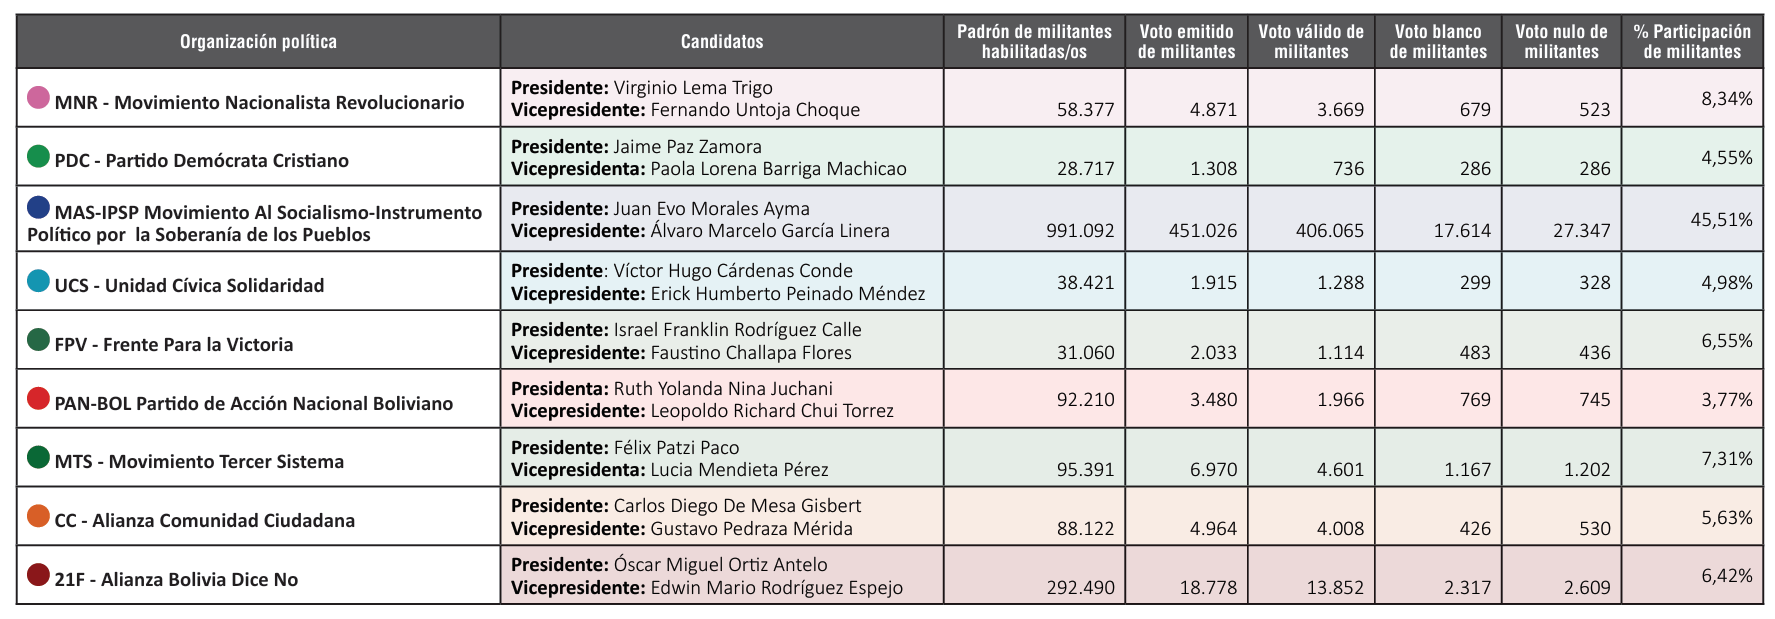 Organización política | Candidatos | Padrón de militantes habilitadas/os | Voto emitido de militantes | Voto válido de militantes | Voto blanco de militantes | Voto nulo de militantes | % Participación de militantes
MNR - Movimiento Nacionalista Revolucionario
Presidente: Virginio Lema Trigo
Vicepresidente: Fernando Untoja Choque
58.377 4.871 3.669 679 523 8,34%
PDC - Partido Demócrata Cristiano
Presidente: Jaime Paz Zamora
Vicepresidenta: Paola Lorena Barriga Machicao
28.717 1.308 736 286 286 4,55%
MAS-IPSP Movimiento Al Socialismo-Instrumento
Político por la Soberanía de los Pueblos
Presidente: Juan Evo Morales Ayma
Vicepresidente: Álvaro Marcelo García Linera
991.092 451.026 406.065 17.614 27.347 45,51%
UCS - Unidad Cívica Solidaridad
Presidente: Víctor Hugo Cárdenas Conde
Vicepresidente: Erick Humberto Peinado Méndez
38.421 1.915 1.288 299 328 4,98%
FPV - Frente Para la Victoria
Presidente: Israel Franklin Rodríguez Calle
Vicepresidente: Faustino Challapa Flores
31.060 2.033 1.114 483 436 6,55%
PAN-BOL Partido de Acción Nacional Boliviano
Presidenta: Ruth Yolanda Nina Juchani
Vicepresidente: Leopoldo Richard Chui Torrez
92.210 3.480 1.966 769 745 3,77%
MTS - Movimiento Tercer Sistema
Presidente: Félix Patzi Paco
Vicepresidenta: Lucia Mendieta Pérez
95.391 6.970 4.601 1.167 1.202 7,31%
CC - Alianza Comunidad Ciudadana
Presidente: Carlos Diego De Mesa Gisbert
Vicepresidente: Gustavo Pedraza Mérida
88.122 4.964 4.008 426 530 5,63%
21F - Alianza Bolivia Dice No
Presidente: Óscar Miguel Ortiz Antelo
Vicepresidente: Edwin Mario Rodríguez Espejo
292.490 18.778 13.852 2.317 2.609 6,42%